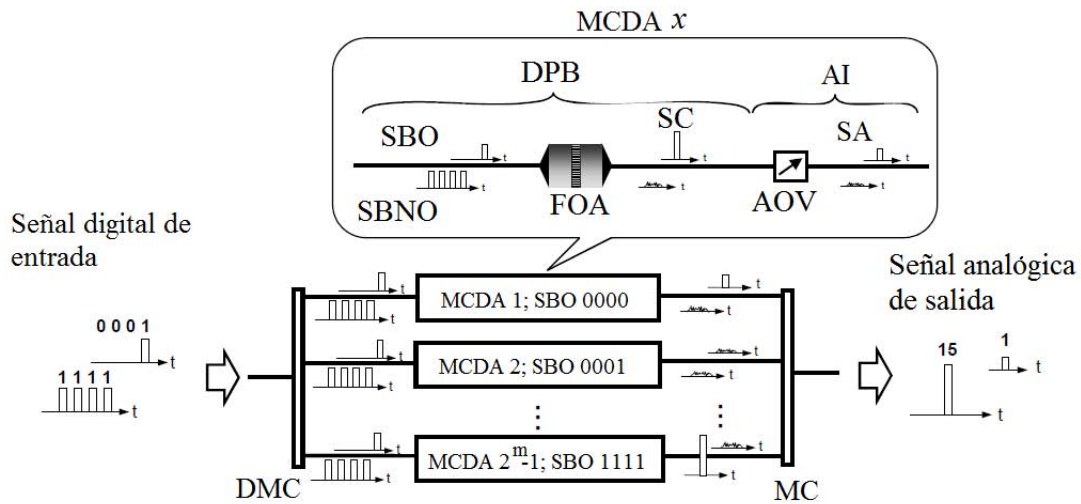 MCDA x
DPB
AI
SBO
SC
SA
t
t
t
t
t
t
SBNO
FOA
AOV
Señal digital de
entrada
0 0 0 1
t
1 1 1 1
t
t
t
MCDA 1; SBO 0000
t
t
t
t
MCDA 2; SBO 0001
t
t
t
t
MCDA 2^m-1; SBO 1111
t
t
DMC
MC
Señal analógica
de salida
15
1
t
t